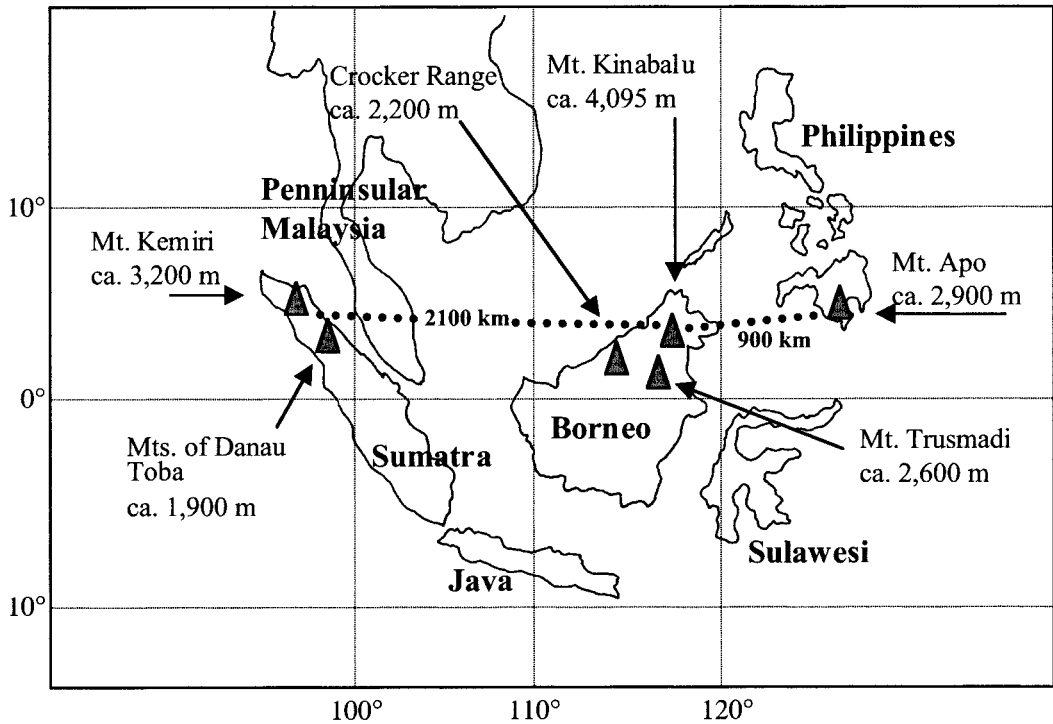 Crocker Range
ca. 2,200 m
Mt. Kinabalu
ca. 4,095 m
Philippines
Penninsular
Malaysia
10°
Mt. Kemiri
ca. 3,200 m
Mt. Apo
ca. 2,900 m
2100 km
900 km
0°
Borneo
Mts. of Danau
Toba
ca. 1,900 m
Sumatra
Mt. Trusmadi
ca. 2,600 m
Sulawesi
Java
10°
100°
110°
120°